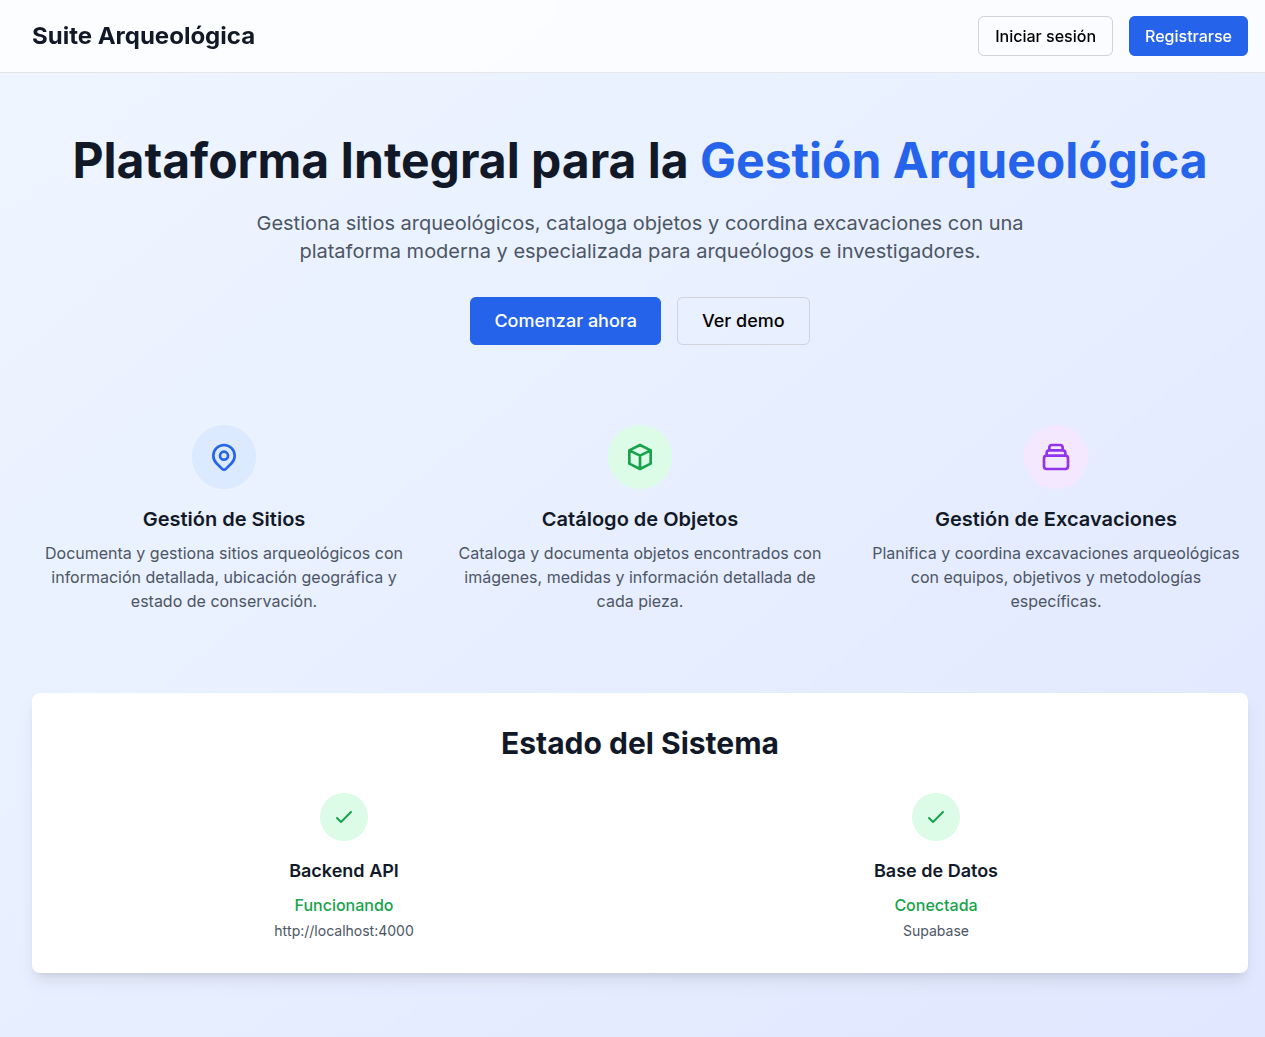 Suite Arqueológica
Iniciar sesión
Registrarse
Plataforma Integral para la Gestión Arqueológica
Gestiona sitios arqueológicos, cataloga objetos y coordina excavaciones con una
plataforma moderna y especializada para arqueólogos e investigadores.
Comenzar ahora
Ver demo
Gestión de Sitios
Documenta y gestiona sitios arqueológicos con
información detallada, ubicación geográfica y
estado de conservación.
Catálogo de Objetos
Cataloga y documenta objetos encontrados con
imágenes, medidas y información detallada de
cada pieza.
Gestión de Excavaciones
Planifica y coordina excavaciones arqueológicas
con equipos, objetivos y metodologías
específicas.
Estado del Sistema
Backend API
Funcionando
http://localhost:4000
Base de Datos
Conectada
Supabase